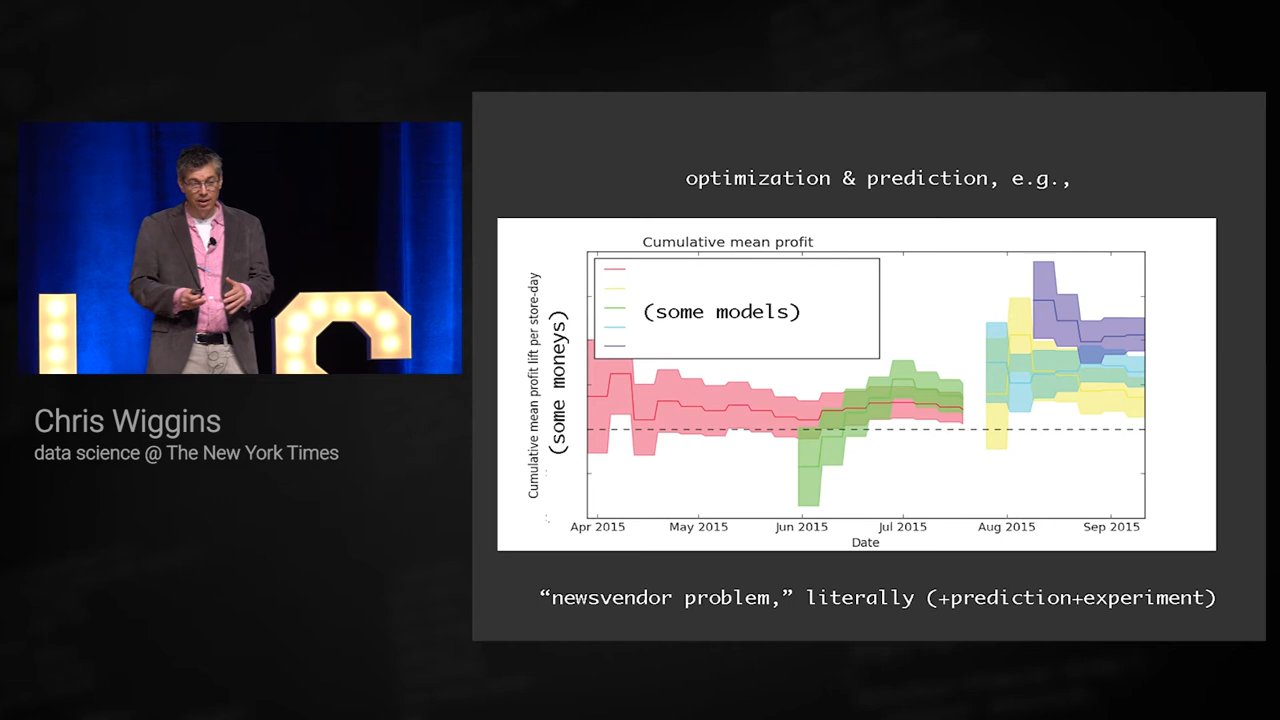 optimization & prediction, e.g.,
Cumulative mean profit
(some models)
Cumulative mean profit lift per store-day
(some moneys)
Apr 2015
May 2015
Jun 2015
Jul 2015
Aug 2015
Sep 2015
Date
“newsvendor problem,” literally (+prediction+experiment)
Chris Wiggins
data science @ The New York Times